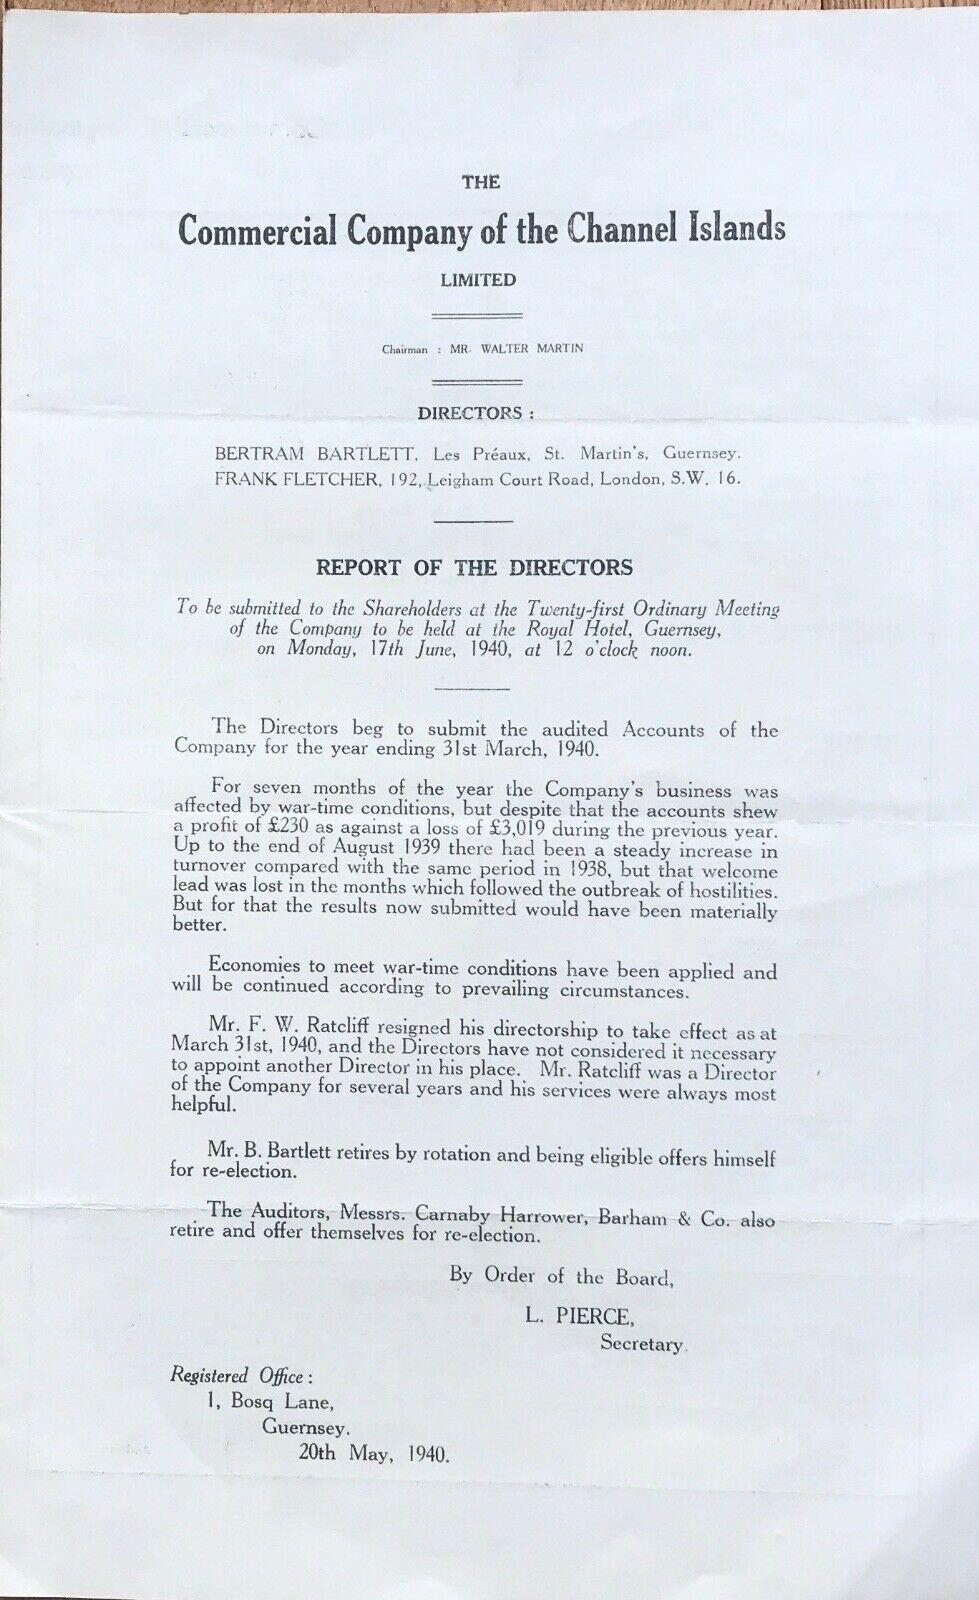 THE
Commercial Company of the Channel Islands
LIMITED
Chairman : MR. WALTER MARTIN
DIRECTORS :
BERTRAM BARTLETT, Les Préaux, St. Martin's, Guernsey.
FRANK FLETCHER, 192, Leigham Court Road, London, S.W. 16.
REPORT OF THE DIRECTORS
To be submitted to the Shareholders at the Twenty-first Ordinary Meeting
of the Company to be held at the Royal Hotel, Guernsey,
on Monday, 17th June, 1940, at 12 o'clock noon.
The Directors beg to submit the audited Accounts of the
Company for the year ending 31st March, 1940.
For seven months of the year the Company's business was
affected by war-time conditions, but despite that the accounts shew
a profit of £230 as against a loss of £3,019 during the previous year.
Up to the end of August 1939 there had been a steady increase in
turnover compared with the same period in 1938, but that welcome
lead was lost in the months which followed the outbreak of hostilities.
But for that the results now submitted would have been materially
better.
Economies to meet war-time conditions have been applied and
will be continued according to prevailing circumstances.
Mr. F. W. Ratcliff resigned his directorship to take effect as at
March 31st, 1940, and the Directors have not considered it necessary
to appoint another Director in his place. Mr. Ratcliff was a Director
of the Company for several years and his services were always most
helpful.
Mr. B. Bartlett retires by rotation and being eligible offers himself
for re-election.
The Auditors, Messrs. Carnaby Harrower, Barham & Co. also
retire and offer themselves for re-election.
By Order of the Board,
L. PIERCE,
Secretary.
Registered Office :
1, Bosq Lane,
Guernsey.
20th May, 1940.